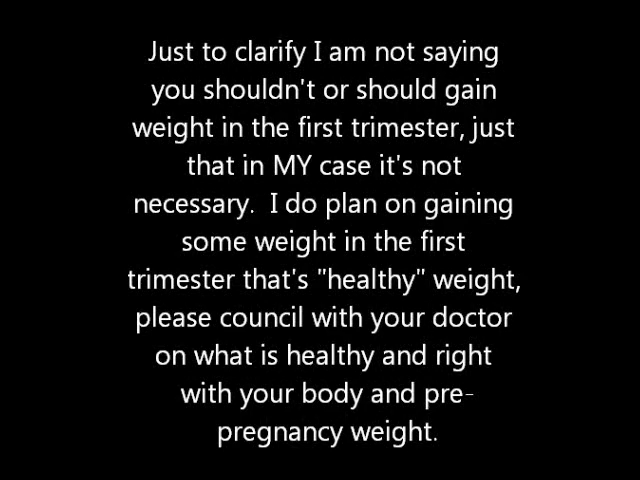 Just to clarify I am not saying
you shouldn't or should gain
weight in the first trimester, just
that in MY case it's not
necessary.  I do plan on gaining
some weight in the first
trimester that's "healthy" weight,
please council with your doctor
on what is healthy and right
with your body and pre-
pregnancy weight.